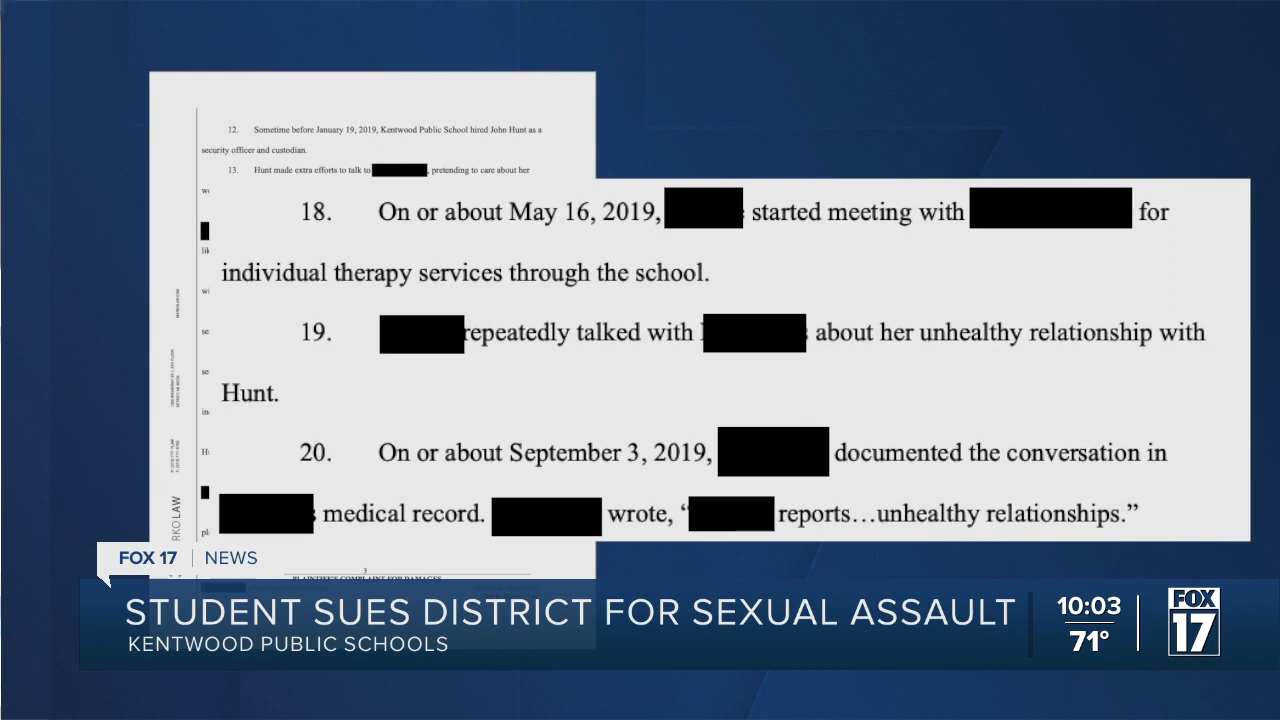 12. Sometime before January 19, 2019, Kentwood Public School hired John Hunt as a
security officer and custodian.
13. Hunt made extra efforts to talk to , pretending to care about her
18. On or about May 16, 2019, started meeting with for
individual therapy services through the school.
19. repeatedly talked with about her unhealthy relationship with
Hunt.
20. On or about September 3, 2019, documented the conversation in
medical record. wrote, “ reports…unhealthy relationships.”
3
PLAINTIFF'S COMPLAINT FOR DAMAGES
RKO LAW
FOX 17 | NEWS
STUDENT SUES DISTRICT FOR SEXUAL ASSAULT
KENTWOOD PUBLIC SCHOOLS
10:03
71°
FOX
17